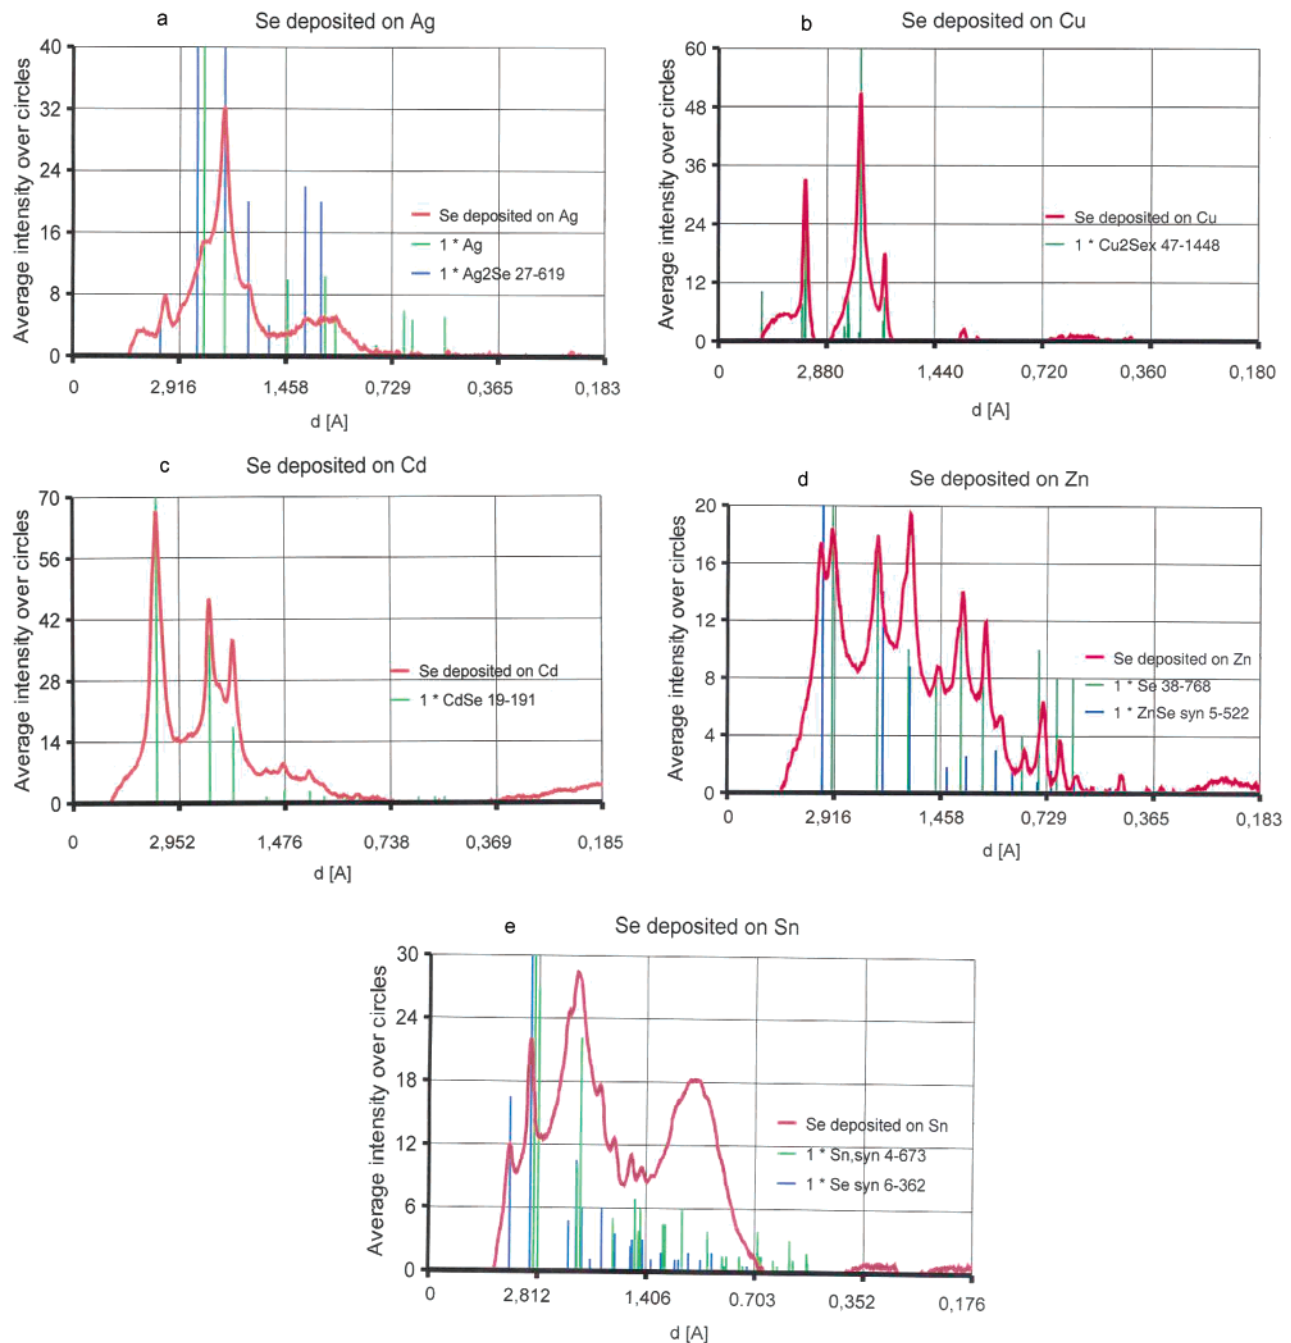 a Se deposited on Ag
Average intensity over circles
40
32
24
16
8
0
Se deposited on Ag
1 * Ag
1 * Ag2Se 27-619
0 2,916 1,458 0,729 0,365 0,183
d [A]
b Se deposited on Cu
Average intensity over circles
60
48
36
24
12
0
Se deposited on Cu
1 * Cu2Sex 47-1448
0 2,880 1,440 0,720 0,360 0,180
d [A]
c Se deposited on Cd
Average intensity over circles
70
56
42
28
14
0
Se deposited on Cd
1 * CdSe 19-191
0 2,952 1,476 0,738 0,369 0,185
d [A]
d Se deposited on Zn
Average intensity over circles
20
16
12
8
4
0
Se deposited on Zn
1 * Se 38-768
1 * ZnSe syn 5-522
0 2,916 1,458 0,729 0,365 0,183
d [A]
e Se deposited on Sn
Average intensity over circles
30
24
18
12
6
0
Se deposited on Sn
1 * Sn,syn 4-673
1 * Se syn 6-362
0 2,812 1,406 0,703 0,352 0,176
d [A]